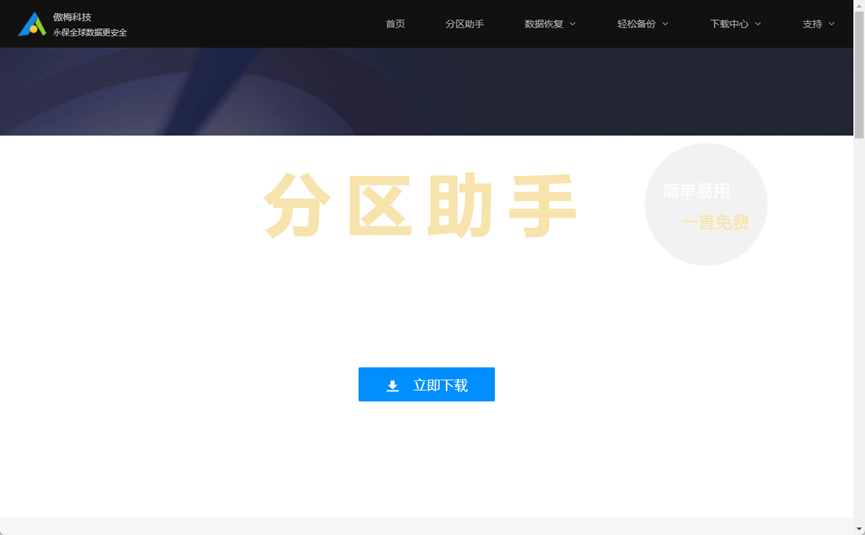 傲梅科技
永保全球数据更安全
首页
分区助手
数据恢复
轻松备份
下载中心
支持
分区助手
简单易用
一直免费
立即下载